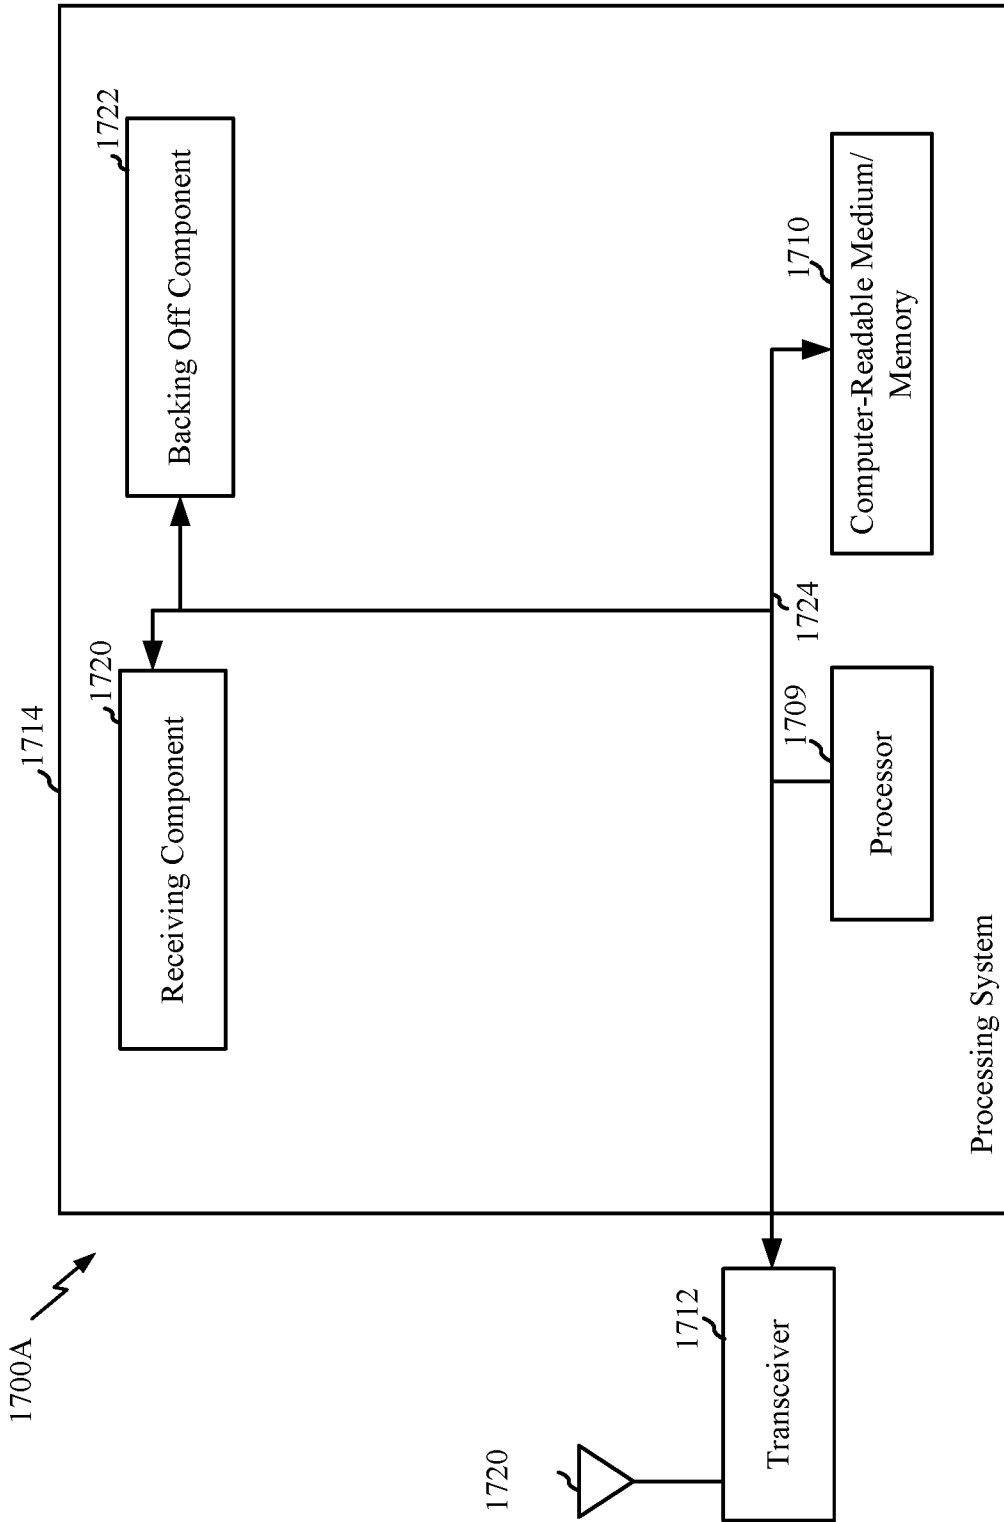 1700A
1714
1720
Receiving Component
1722
Backing Off Component
1720
1712
Transceiver
1724
1709
Processor
1710
Computer-Readable Medium/
Memory
Processing System